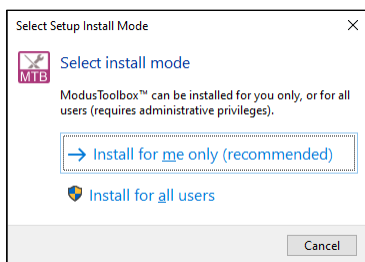 Select Setup Install Mode
MTB
Select install mode
ModusToolbox™ can be installed for you only, or for all
users (requires administrative privileges).
Install for me only (recommended)
Install for all users
Cancel